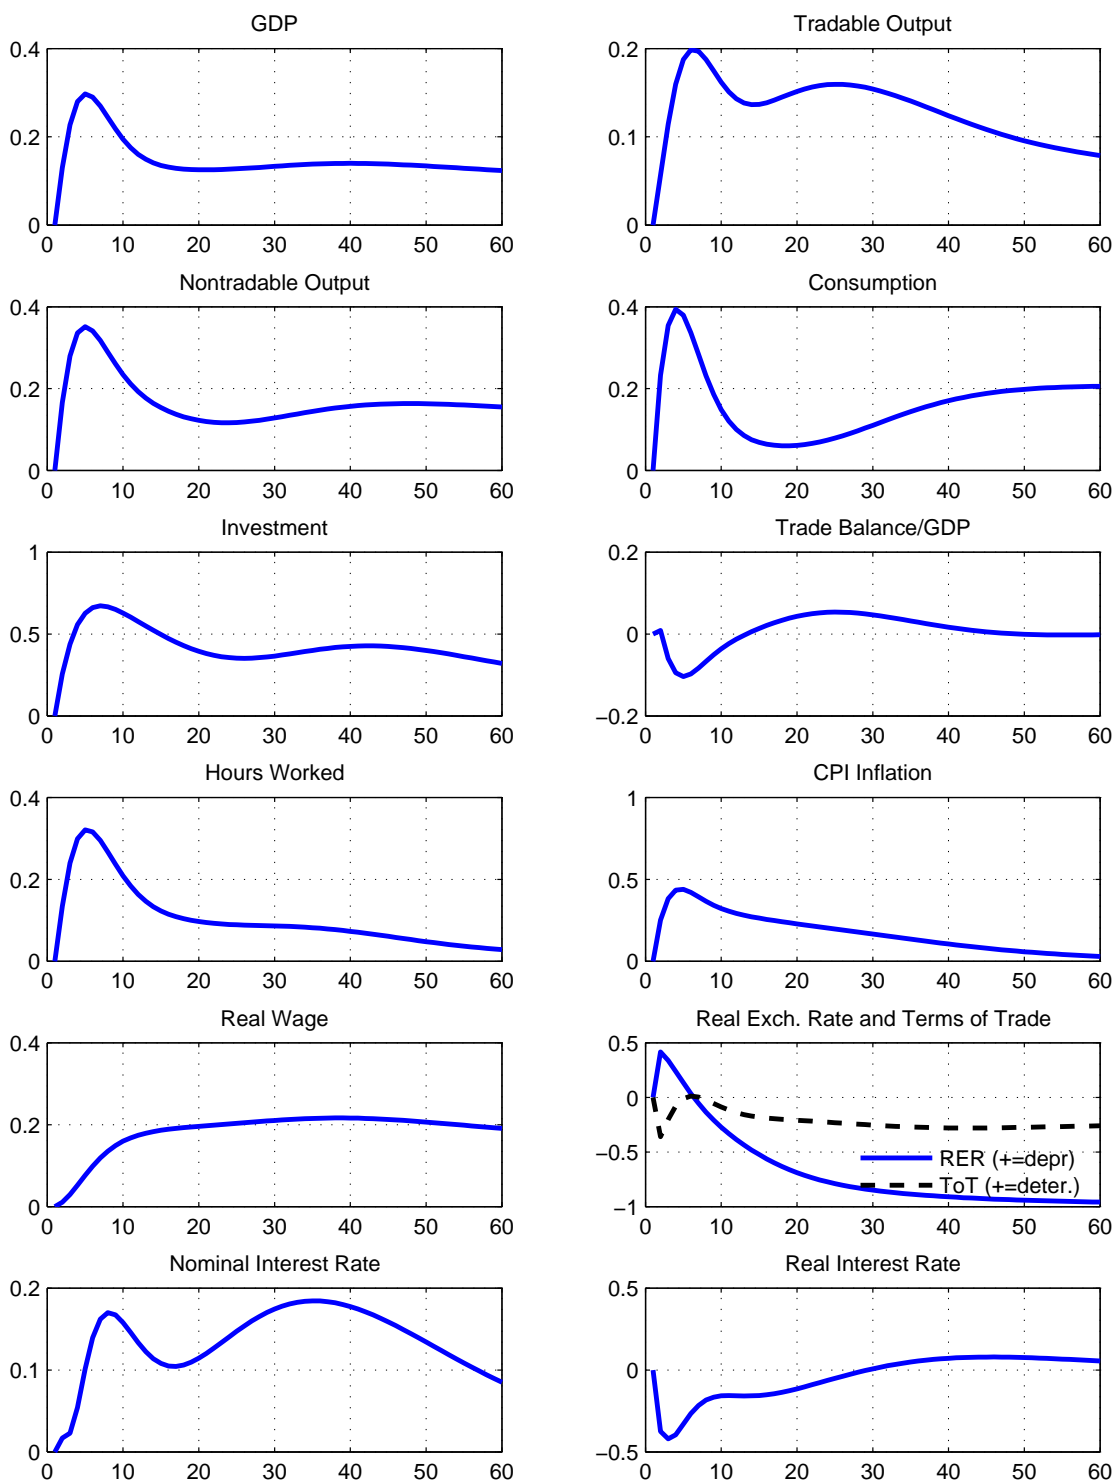 GDP
0.4
0.2
0
0 10 20 30 40 50 60
Tradable Output
0.2
0.1
0
0 10 20 30 40 50 60
Nontradable Output
0.4
0.2
0
0 10 20 30 40 50 60
Consumption
0.4
0.2
0
0 10 20 30 40 50 60
Investment
1
0.5
0
0 10 20 30 40 50 60
Trade Balance/GDP
0.2
0
−0.2
0 10 20 30 40 50 60
Hours Worked
0.4
0.2
0
0 10 20 30 40 50 60
CPI Inflation
1
0.5
0
0 10 20 30 40 50 60
Real Wage
0.4
0.2
0
0 10 20 30 40 50 60
Real Exch. Rate and Terms of Trade
0.5
0
−0.5
−1
RER (+=depr)
ToT (+=deter.)
0 10 20 30 40 50 60
Nominal Interest Rate
0.2
0.1
0
0 10 20 30 40 50 60
Real Interest Rate
0.5
0
−0.5
0 10 20 30 40 50 60